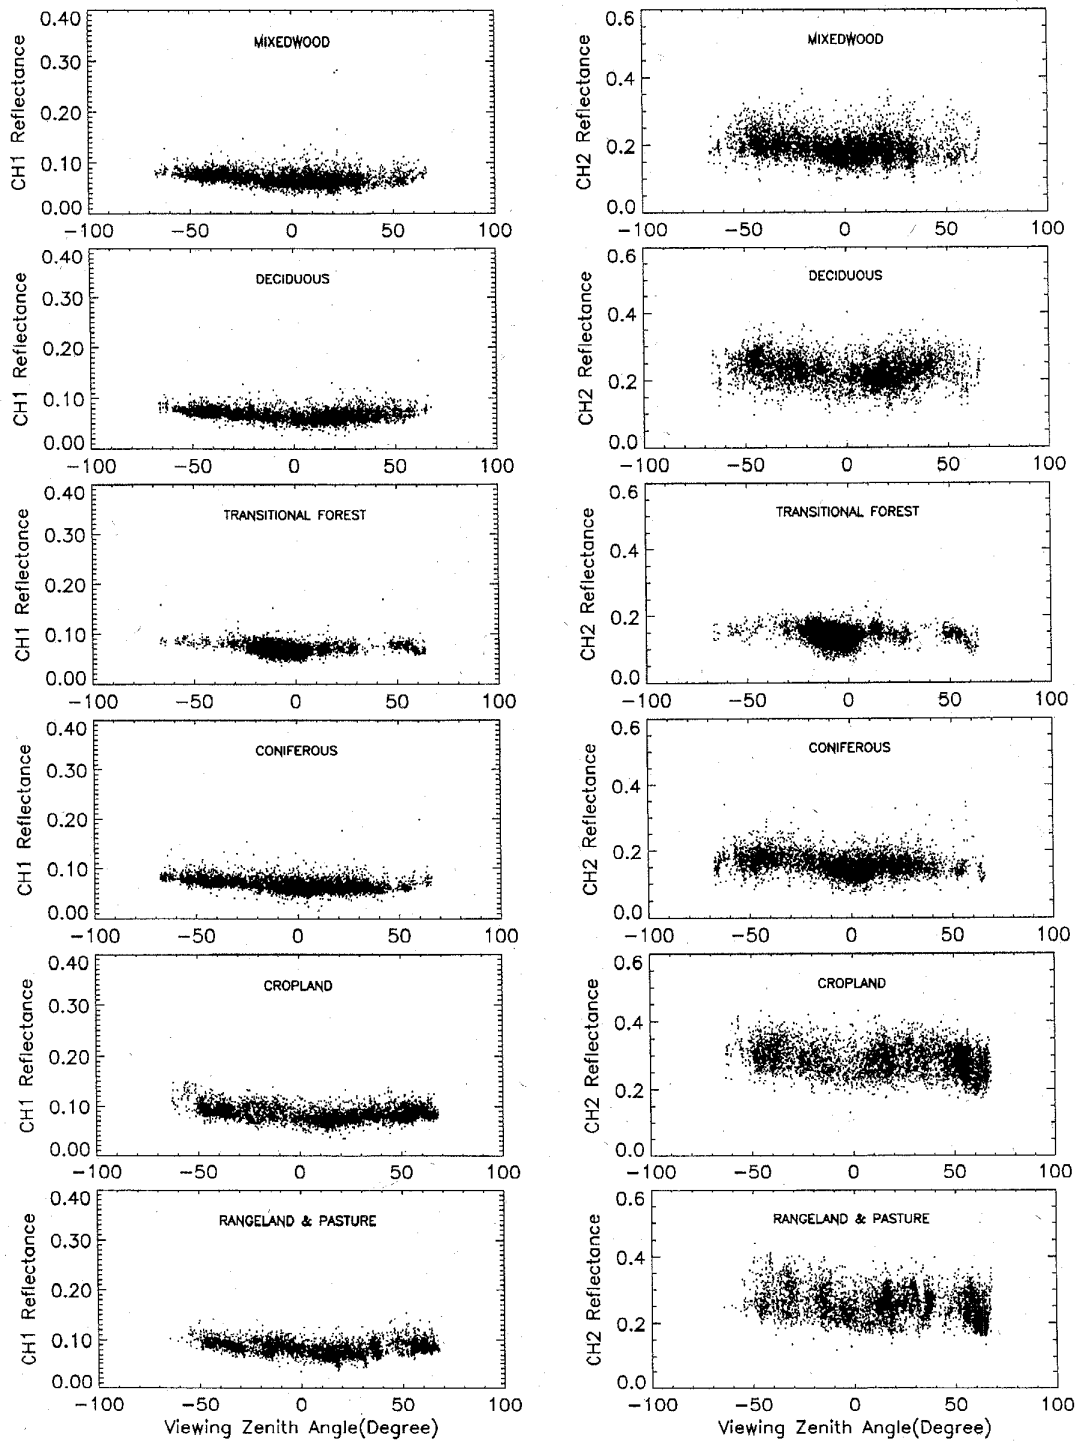 0.40
0.30
0.20
0.10
0.00
CH1 Reflectance
MIXEDWOOD
−100 −50 0 50 100
0.6
0.4
0.2
0.0
CH2 Reflectance
MIXEDWOOD
−100 −50 0 50 100
0.40
0.30
0.20
0.10
0.00
CH1 Reflectance
DECIDUOUS
−100 −50 0 50 100
0.6
0.4
0.2
0.0
CH2 Reflectance
DECIDUOUS
−100 −50 0 50 100
0.40
0.30
0.20
0.10
0.00
CH1 Reflectance
TRANSITIONAL FOREST
−100 −50 0 50 100
0.6
0.4
0.2
0.0
CH2 Reflectance
TRANSITIONAL FOREST
−100 −50 0 50 100
0.40
0.30
0.20
0.10
0.00
CH1 Reflectance
CONIFEROUS
−100 −50 0 50 100
0.6
0.4
0.2
0.0
CH2 Reflectance
CONIFEROUS
−100 −50 0 50 100
0.40
0.30
0.20
0.10
0.00
CH1 Reflectance
CROPLAND
−100 −50 0 50 100
0.6
0.4
0.2
0.0
CH2 Reflectance
CROPLAND
−100 −50 0 50 100
0.40
0.30
0.20
0.10
0.00
CH1 Reflectance
RANGELAND & PASTURE
−100 −50 0 50 100
Viewing Zenith Angle(Degree)
0.6
0.4
0.2
0.0
CH2 Reflectance
RANGELAND & PASTURE
−100 −50 0 50 100
Viewing Zenith Angle(Degree)